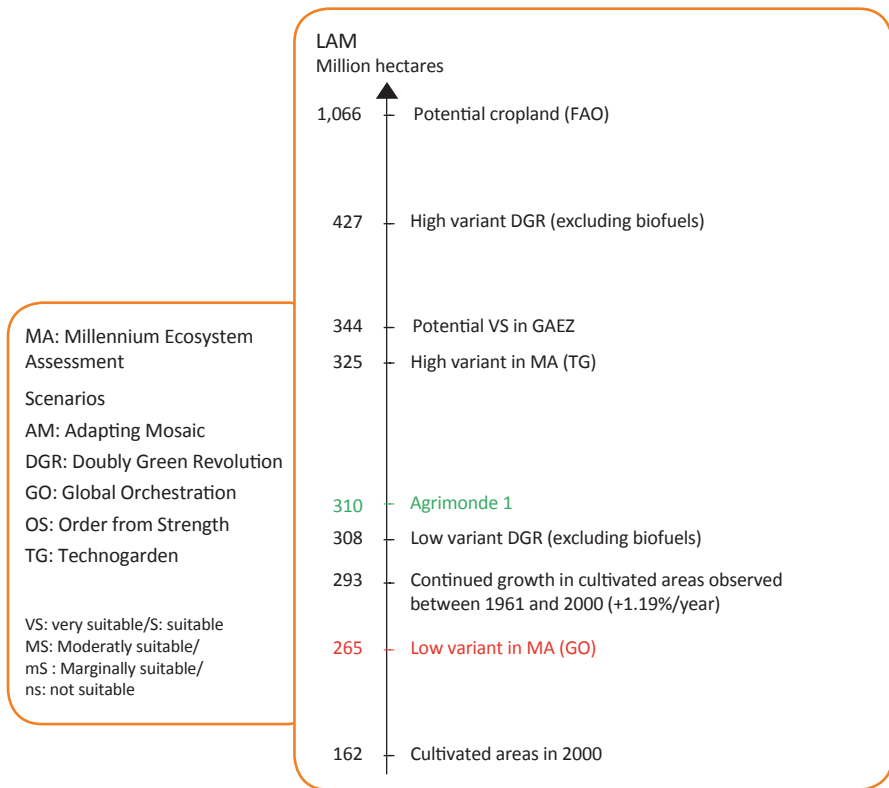 LAM
Million hectares
1,066 Potential cropland (FAO)
427 High variant DGR (excluding biofuels)
344 Potential VS in GAEZ
325 High variant in MA (TG)
310 Agrimonde 1
308 Low variant DGR (excluding biofuels)
293 Continued growth in cultivated areas observed
between 1961 and 2000 (+1.19%/year)
265 Low variant in MA (GO)
162 Cultivated areas in 2000
MA: Millennium Ecosystem
Assessment
Scenarios
AM: Adapting Mosaic
DGR: Doubly Green Revolution
GO: Global Orchestration
OS: Order from Strength
TG: Technogarden
VS: very suitable/S: suitable
MS: Moderatly suitable/
mS : Marginally suitable/
ns: not suitable